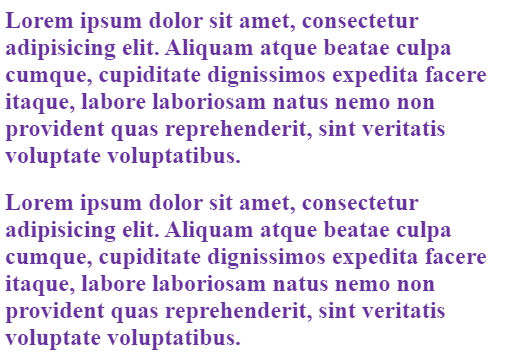 Lorem ipsum dolor sit amet, consectetur
adipisicing elit. Aliquam atque beatae culpa
cumque, cupiditate dignissimos expedita facere
itaque, labore laboriosam natus nemo non
provident quas reprehenderit, sint veritatis
voluptate voluptatibus.
Lorem ipsum dolor sit amet, consectetur
adipisicing elit. Aliquam atque beatae culpa
cumque, cupiditate dignissimos expedita facere
itaque, labore laboriosam natus nemo non
provident quas reprehenderit, sint veritatis
voluptate voluptatibus.